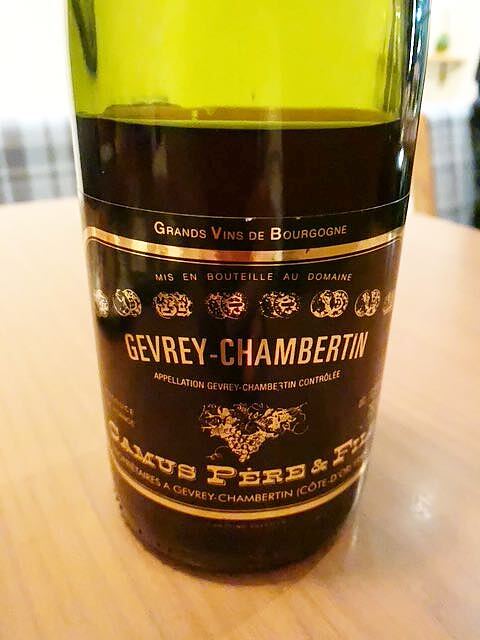 GRANDS VINS DE BOURGOGNE
MIS EN BOUTEILLE AU DOMAINE
GEVREY-CHAMBERTIN
APPELLATION GEVREY-CHAMBERTIN CONTRÔLÉE
CAMUS PÈRE & FI
PROPRIÉTAIRES A GEVREY-CHAMBERTIN (CÔTE-D'OR)